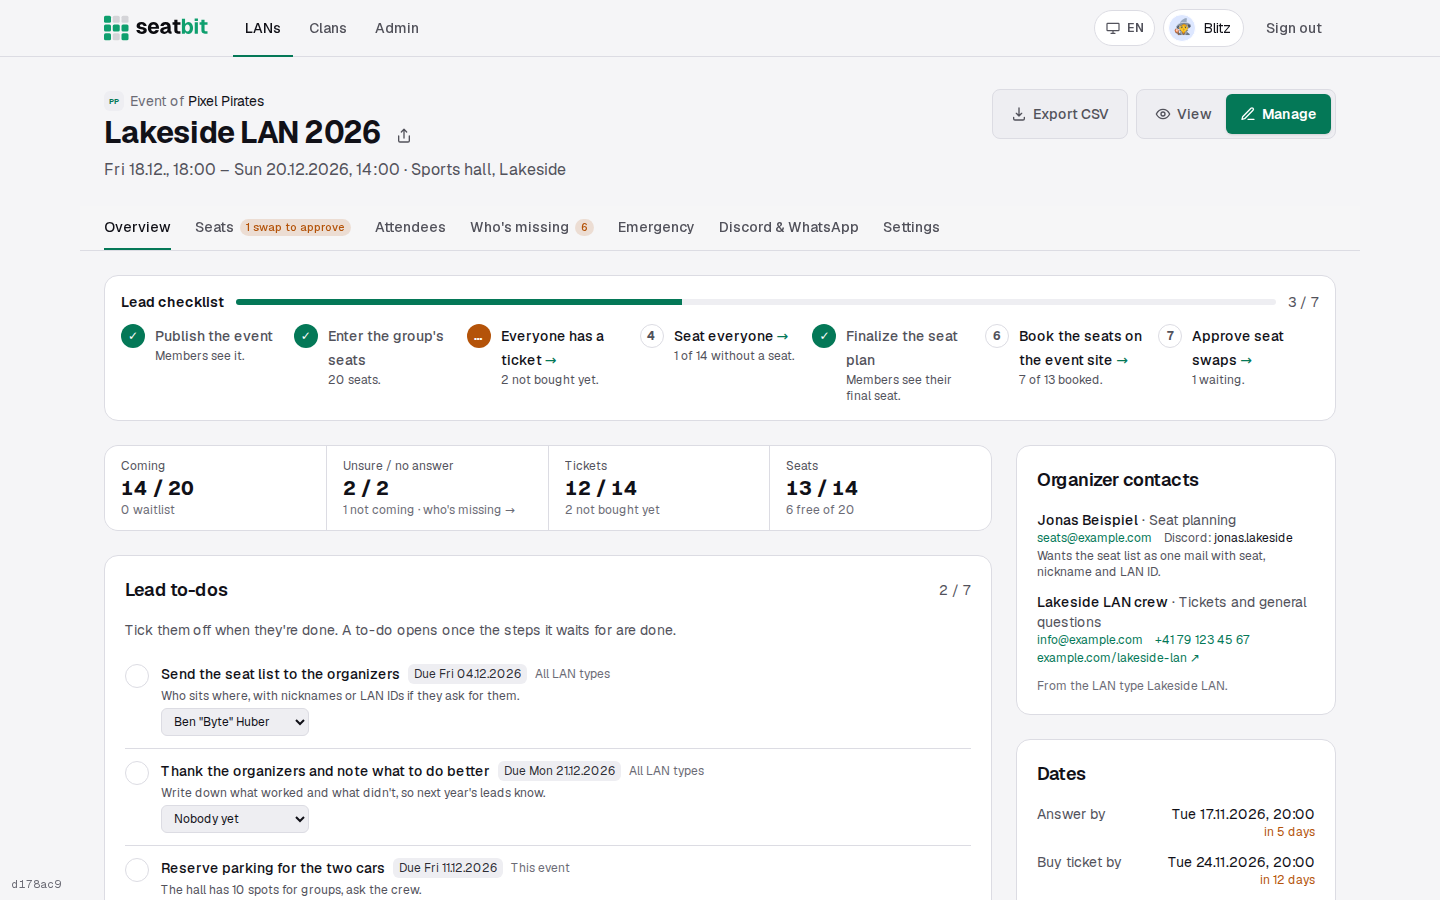 seatbit
LANs
Clans
Admin
EN
Blitz
Sign out
PP
Event of Pixel Pirates
Lakeside LAN 2026
Export CSV
View
Manage
Fri 18.12., 18:00 – Sun 20.12.2026, 14:00 · Sports hall, Lakeside
Overview
Seats
1 swap to approve
Attendees
Who's missing
6
Emergency
Discord & WhatsApp
Settings
Lead checklist
3 / 7
✓
Publish the event
Members see it.
✓
Enter the group's
seats
20 seats.
...
Everyone has a
ticket →
2 not bought yet.
4
Seat everyone →
1 of 14 without a seat.
✓
Finalize the seat
plan
Members see their
final seat.
6
Book the seats on
the event site →
7 of 13 booked.
7
Approve seat
swaps →
1 waiting.
Coming
14 / 20
0 waitlist
Unsure / no answer
2 / 2
1 not coming · who's missing →
Tickets
12 / 14
2 not bought yet
Seats
13 / 14
6 free of 20
Organizer contacts
Jonas Beispiel · Seat planning
seats@example.com Discord: jonas.lakeside
Wants the seat list as one mail with seat,
nickname and LAN ID.
Lakeside LAN crew · Tickets and general
questions
info@example.com +41 79 123 45 67
example.com/lakeside-lan ↗
From the LAN type Lakeside LAN.
Lead to-dos
2 / 7
Tick them off when they're done. A to-do opens once the steps it waits for are done.
Send the seat list to the organizers Due Fri 04.12.2026 All LAN types
Who sits where, with nicknames or LAN IDs if they ask for them.
Ben "Byte" Huber
Thank the organizers and note what to do better Due Mon 21.12.2026 All LAN types
Write down what worked and what didn't, so next year's leads know.
Nobody yet
Reserve parking for the two cars Due Fri 11.12.2026 This event
The hall has 10 spots for groups, ask the crew.
Dates
Answer by Tue 17.11.2026, 20:00
in 5 days
Buy ticket by Tue 24.11.2026, 20:00
in 12 days
d178ac9